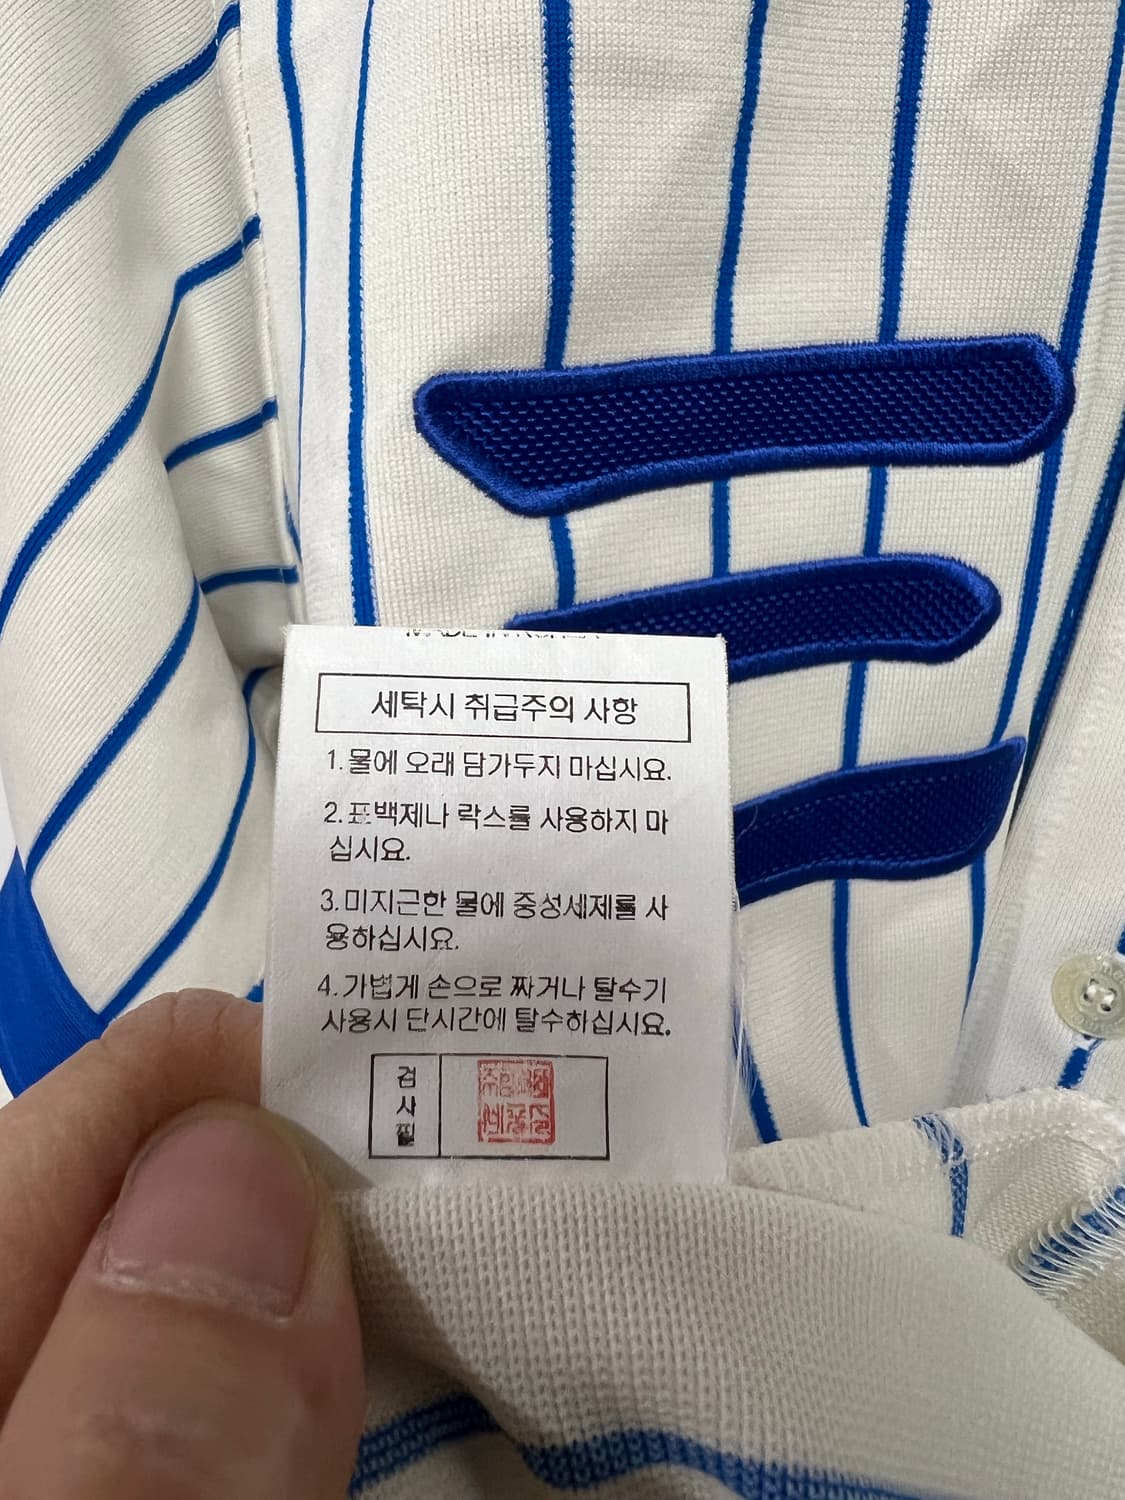 MADE IN KOREA
세탁시 취급주의 사항
1.물에 오래 담가두지 마십시요.
2.표백제나 락스를 사용하지 마
십시요.
3.미지근한 물에 중성세제를 사
용하십시요.
4.가볍게 손으로 짜거나 탈수기
사용시 단시간에 탈수하십시요.
검
사
필